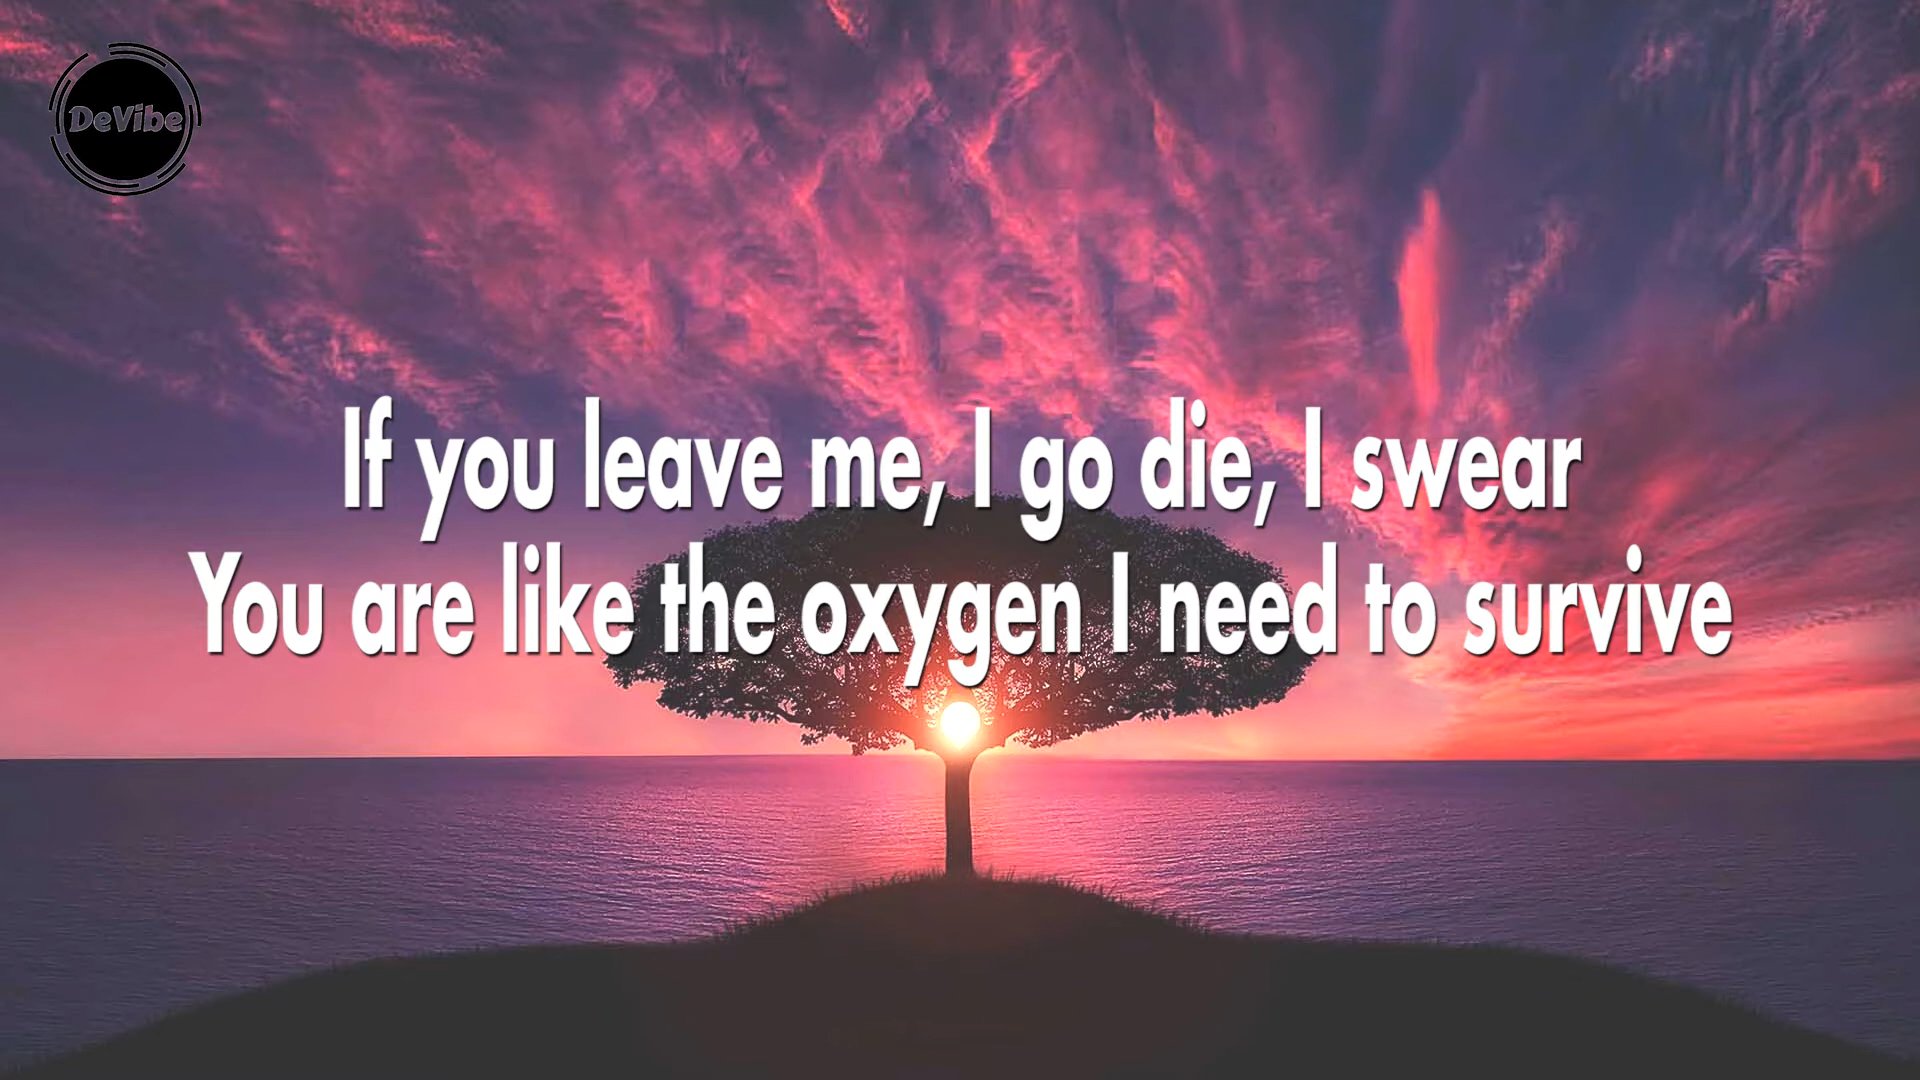 DeVibe
If you leave me, I go die, I swear
You are like the oxygen I need to survive